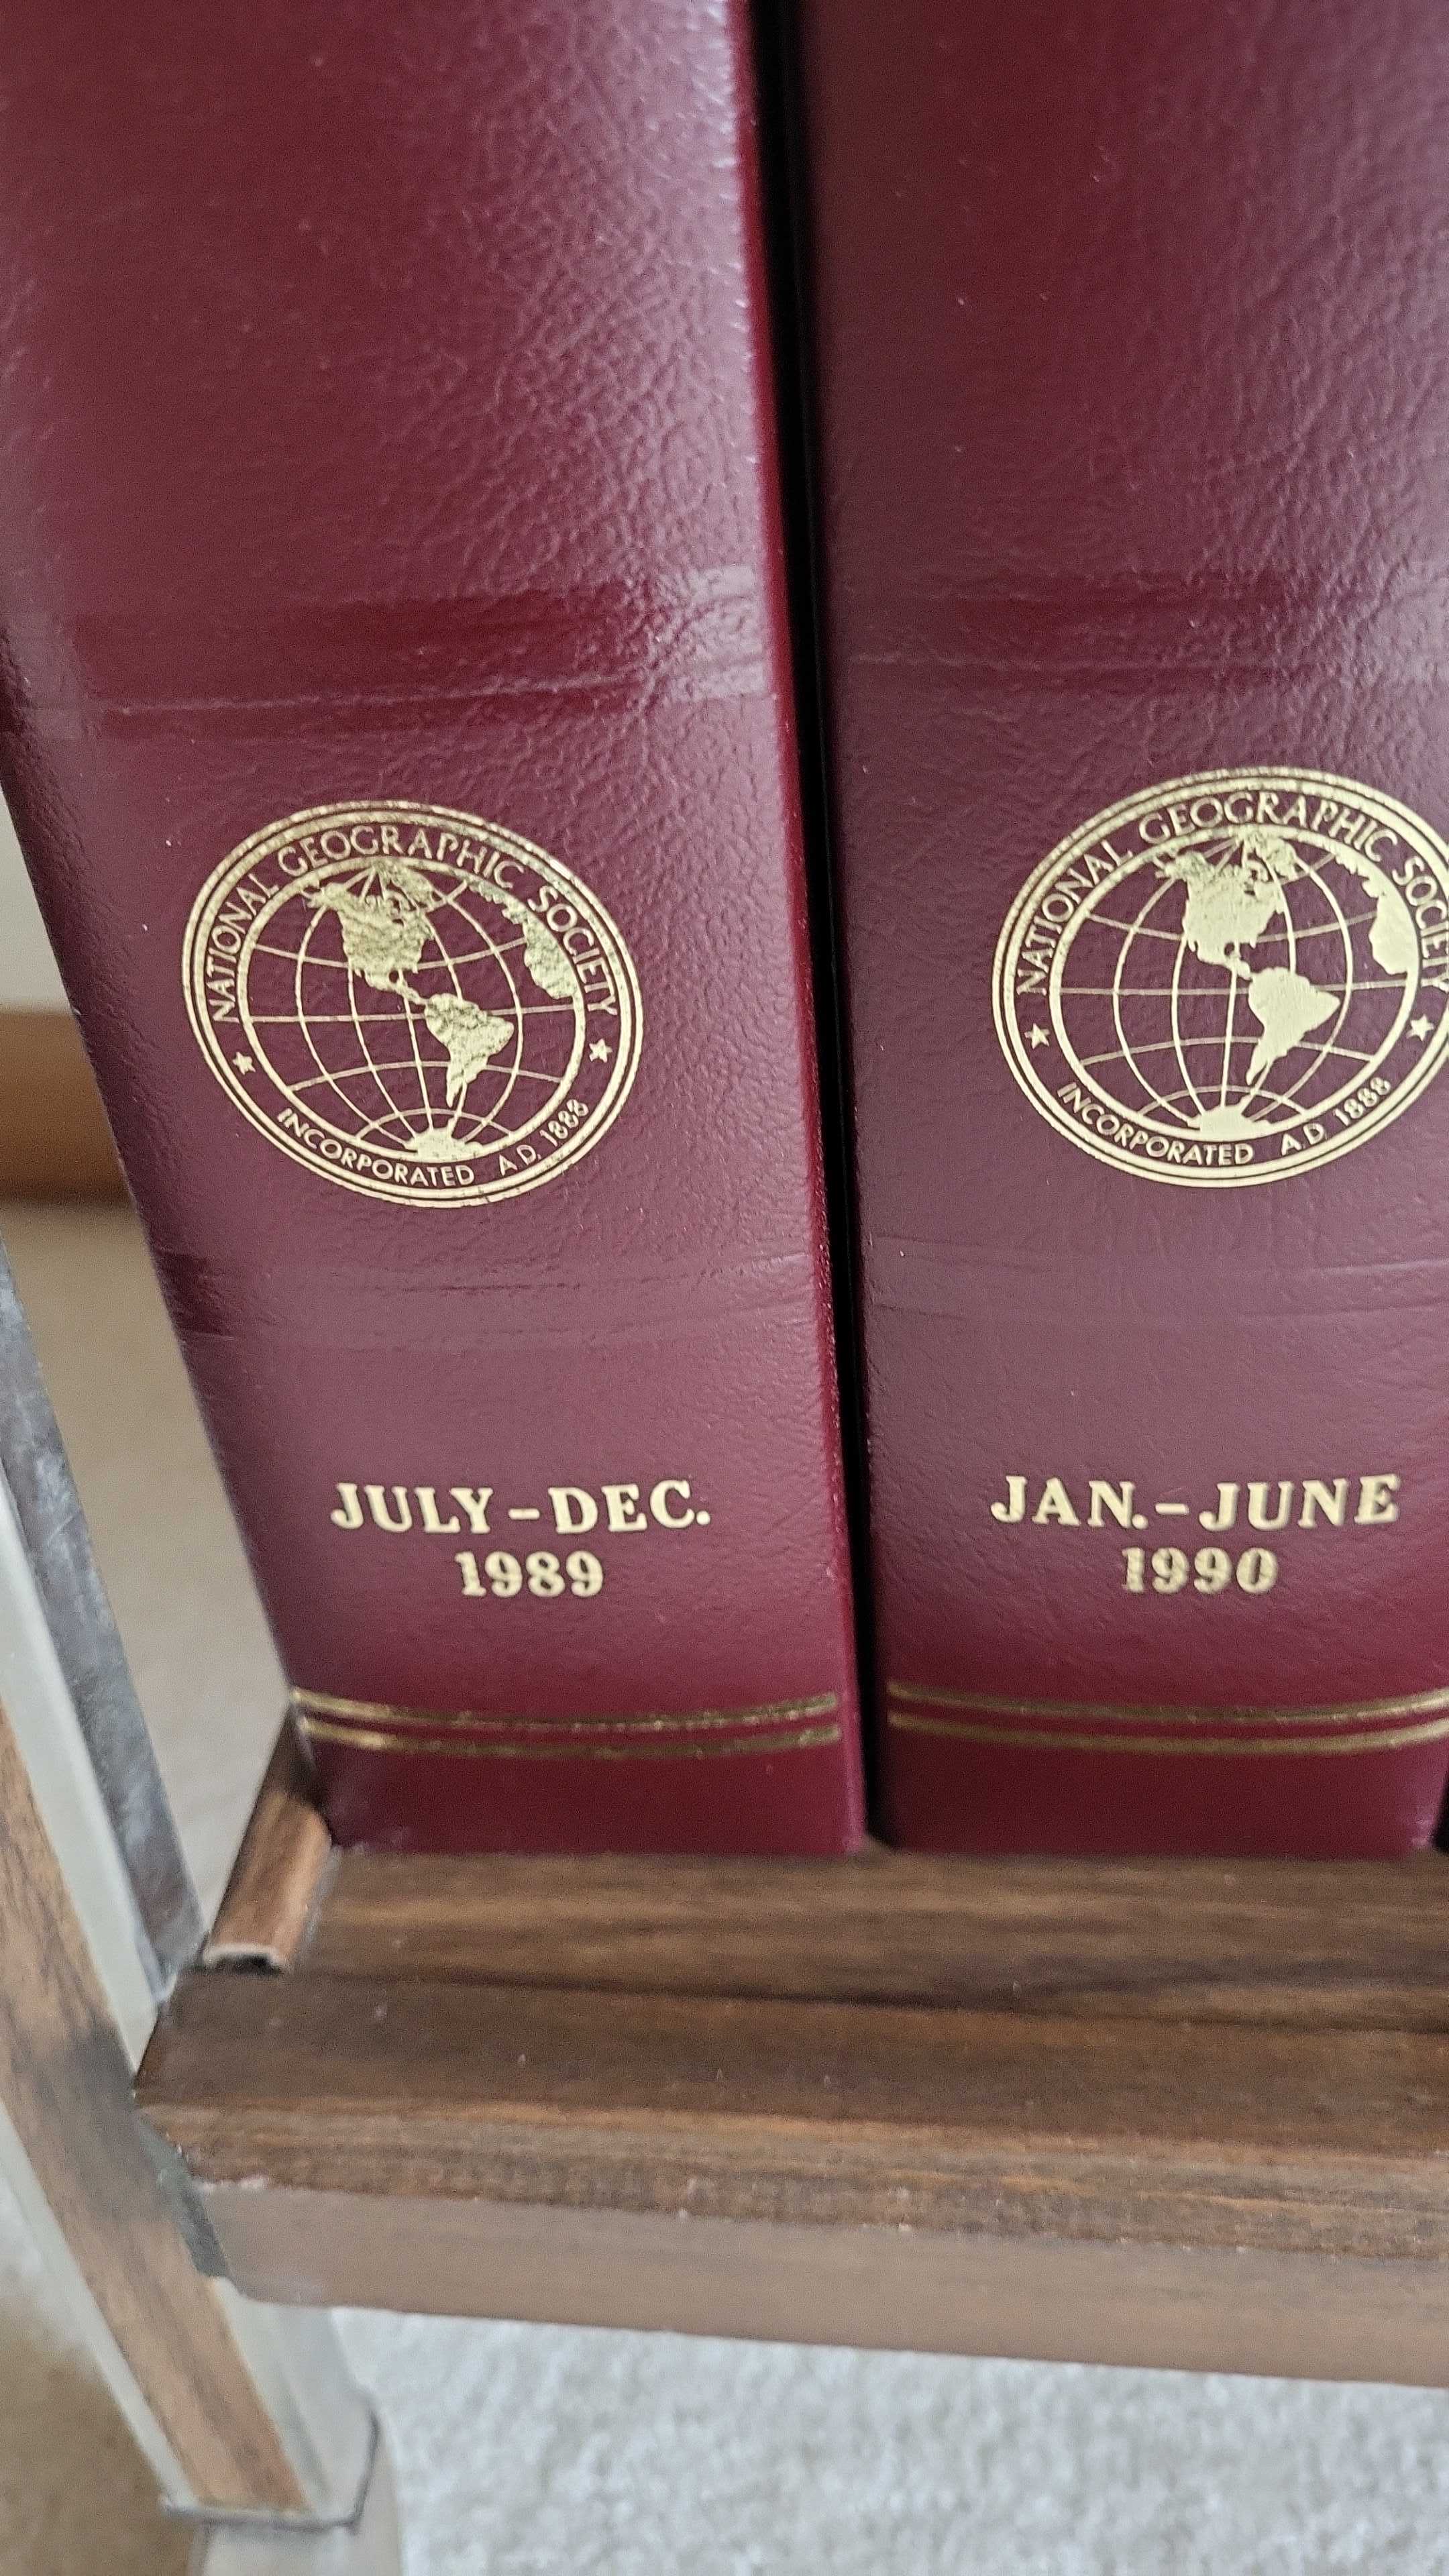 NATIONAL GEOGRAPHIC SOCIETY
INCORPORATED A.D. 1888
JULY-DEC.
1989
NATIONAL GEOGRAPHIC SOCIETY
INCORPORATED A.D. 1888
JAN.-JUNE
1990